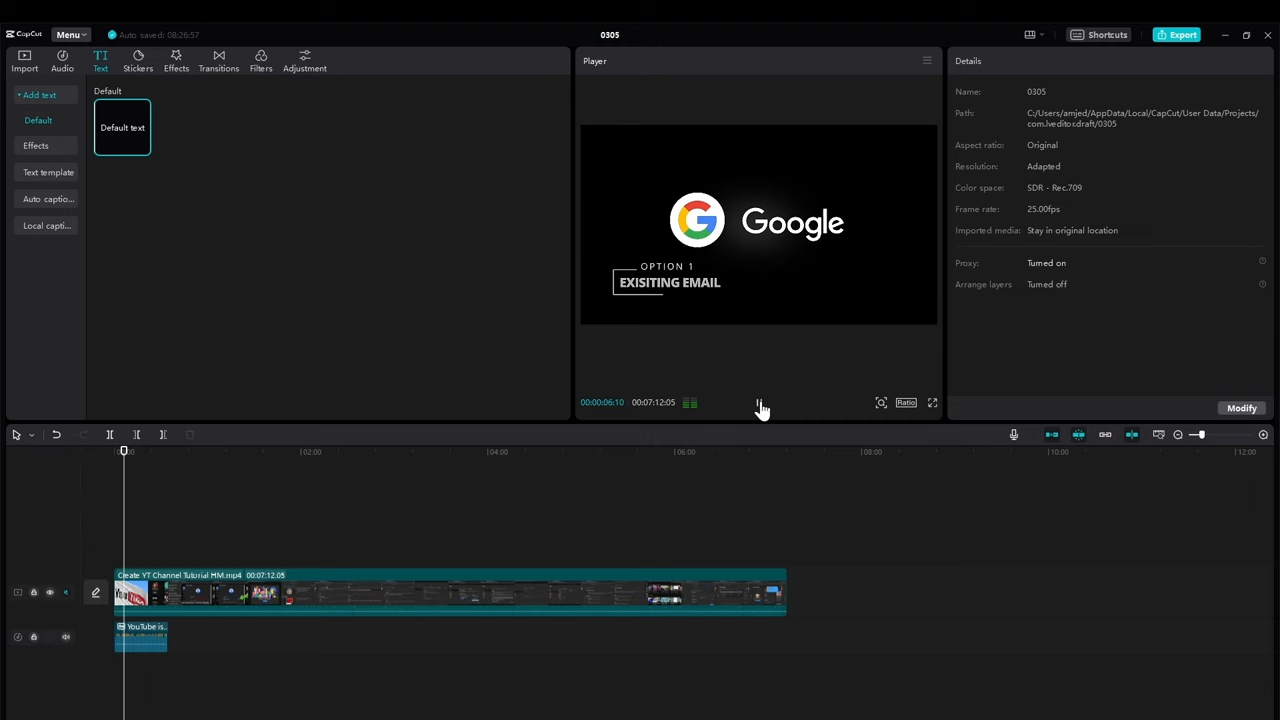 CapCut
Menu
Auto saved: 08:26:57
0305
Shortcuts
Export
Import
Audio
TI
Text
Stickers
Effects
Transitions
Filters
Adjustment
Add text
Default
Effects
Text template
Auto captio...
Local capti...
Default
Default text
Player
G Google
OPTION 1
EXISITING EMAIL
00:00:06:10 00:07:12:05
Ratio
Details
Name: 0305
Path: C:/Users/amjed/AppData/Local/CapCut/User Data/Projects/
com.lveditor.draft/0305
Aspect ratio: Original
Resolution: Adapted
Color space: SDR - Rec.709
Frame rate: 25.00fps
Imported media: Stay in original location
Proxy: Turned on
Arrange layers Turned off
Modify
02:00 04:00 06:00 08:00 10:00 12:00
Create YT Channel Tutorial HM.mp4 00:07:12:05
YouTube is..